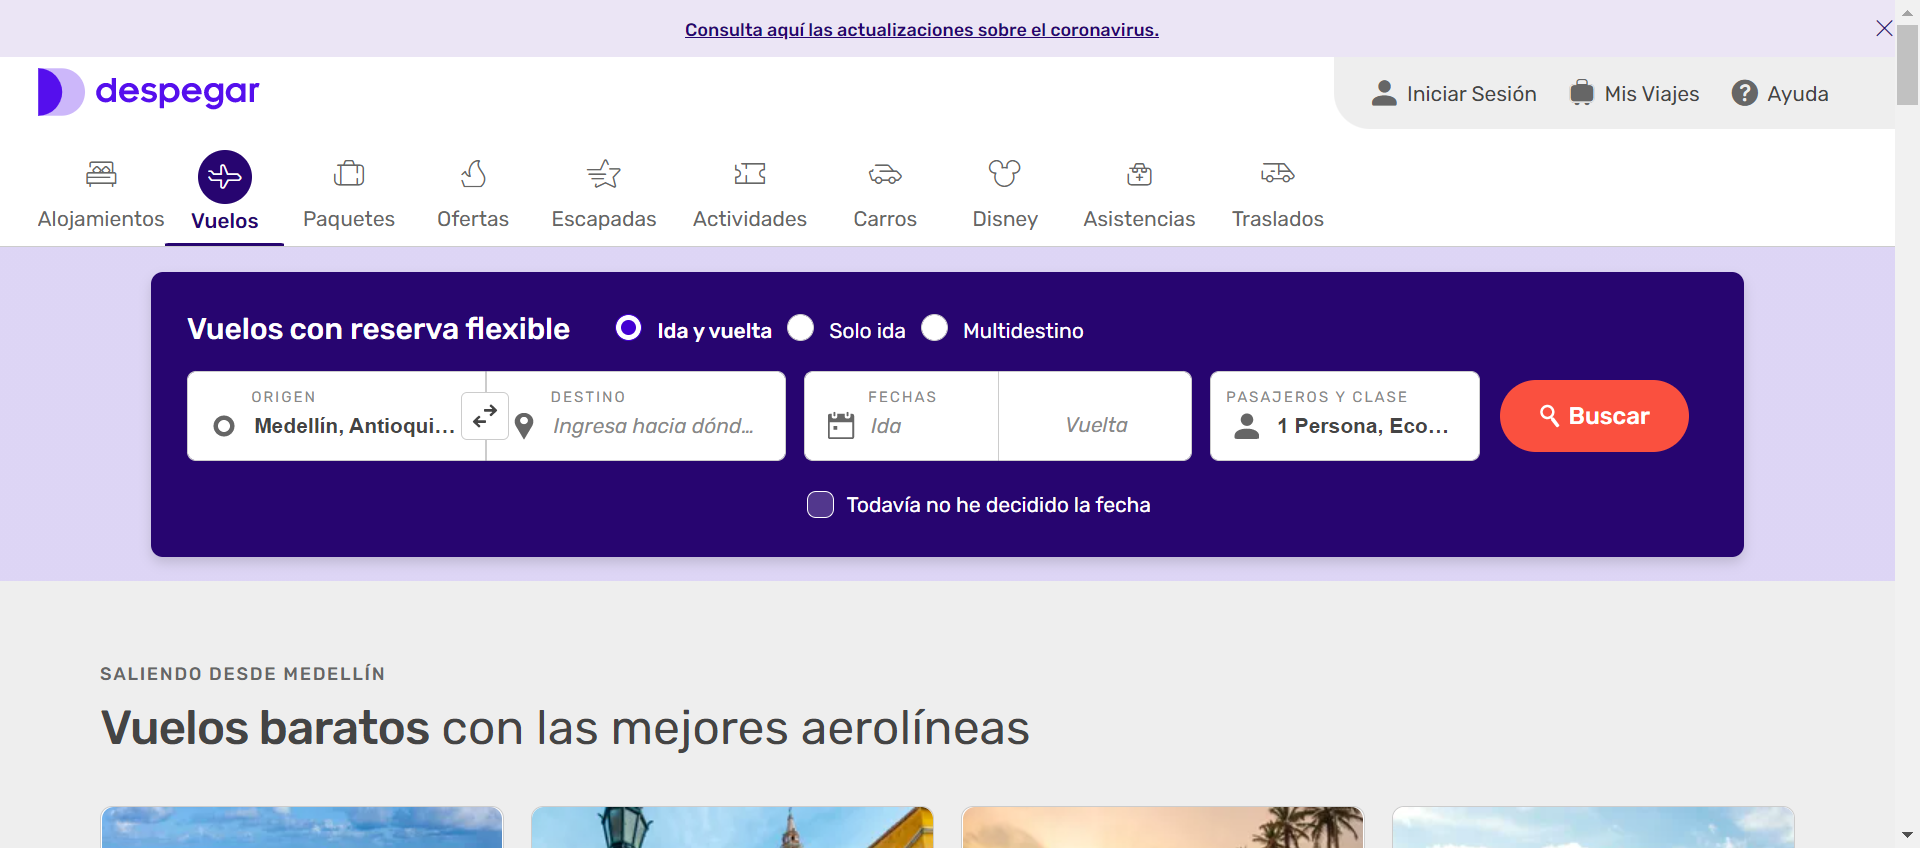 Consulta aquí las actualizaciones sobre el coronavirus.
despegar
Iniciar Sesión
Mis Viajes
Ayuda
Alojamientos
Vuelos
Paquetes
Ofertas
Escapadas
Actividades
Carros
Disney
Asistencias
Traslados
Vuelos con reserva flexible
Ida y vuelta
Solo ida
Multidestino
ORIGEN
Medellín, Antioqui...
DESTINO
Ingresa hacia dónd...
FECHAS
Ida
Vuelta
PASAJEROS Y CLASE
1 Persona, Eco...
Buscar
Todavía no he decidido la fecha
SALIENDO DESDE MEDELLÍN
Vuelos baratos con las mejores aerolíneas